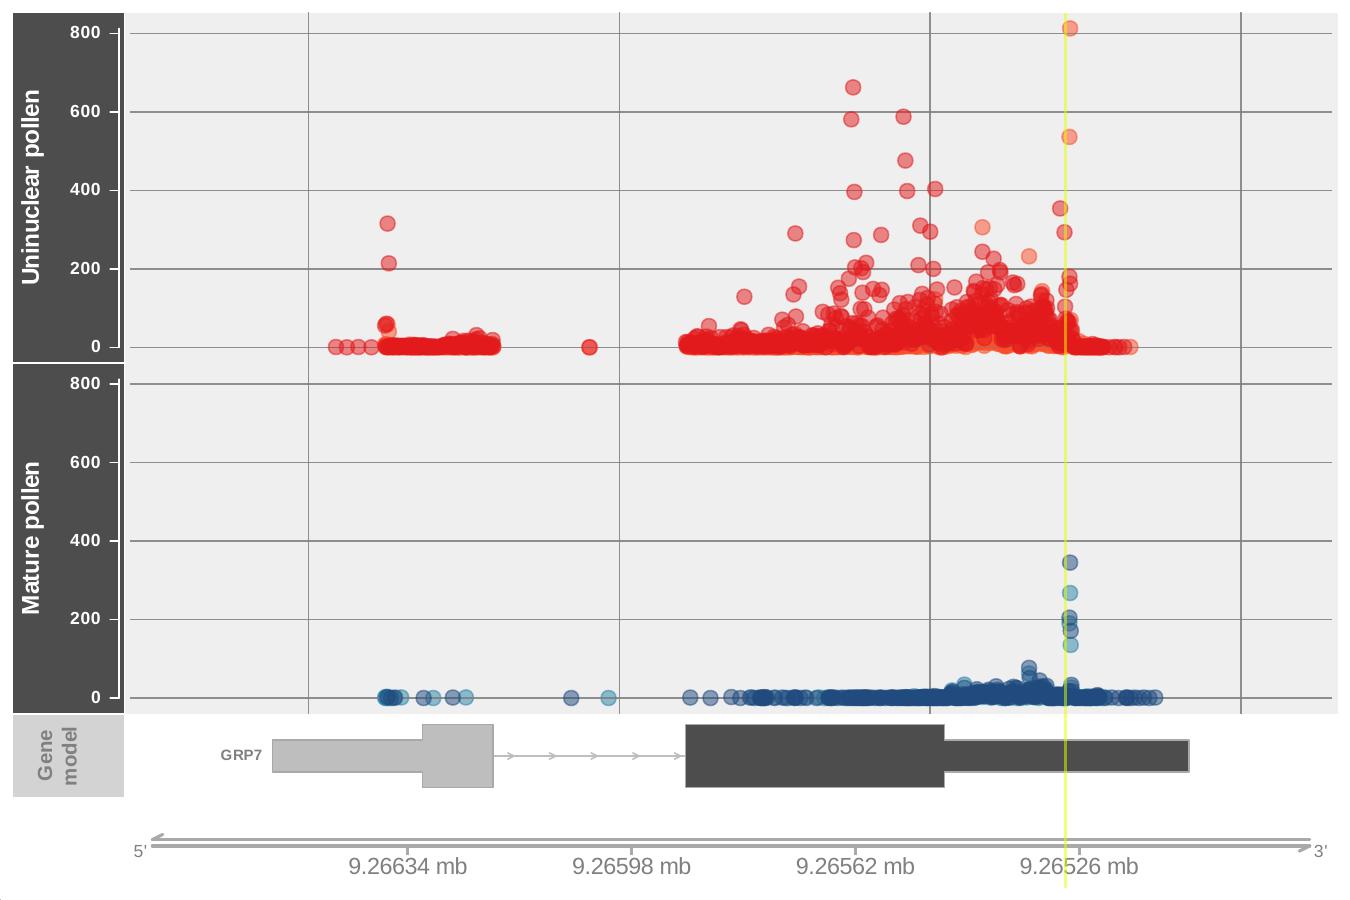 Uninuclear pollen
800
600
400
200
0
Mature pollen
800
600
400
200
0
Gene
model
GRP7
5'
3'
9.26634 mb
9.26598 mb
9.26562 mb
9.26526 mb